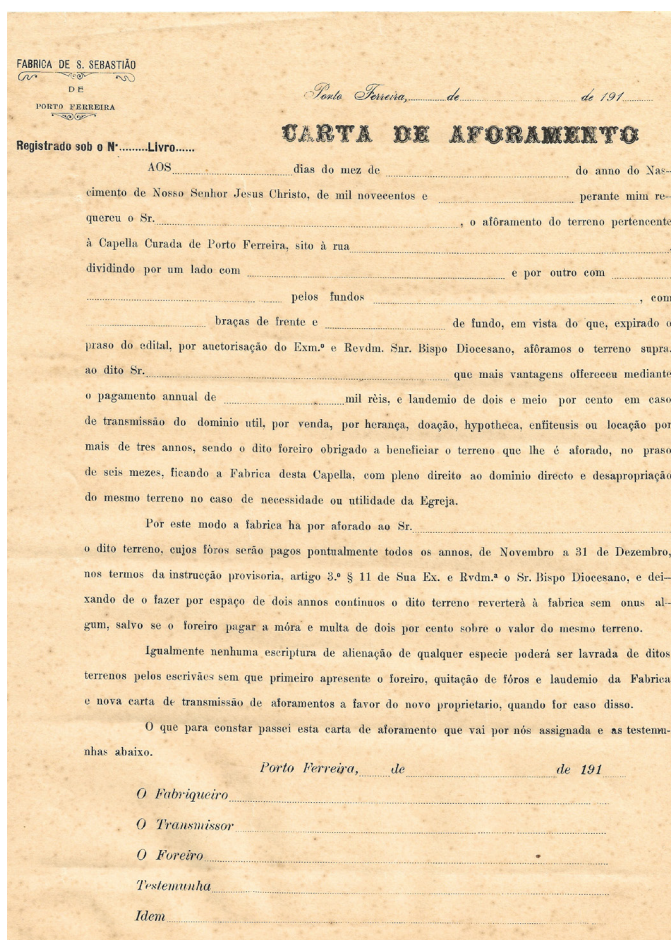 FABRICA DE S. SEBASTIÃO
DE
PORTO FERREIRA
Porto Ferreira,........... de .............................. de 191........
CARTA DE AFORAMENTO
Registrado sob o Nº.........Livro......
AOS.............................. dias do mez de ........................................ do anno do Nas-
cimento de Nosso Senhor Jesus Christo, de mil novecentos e .............................. perante mim re-
quereu o Sr. ............................................................, o afôramento do terreno pertencente
à Capella Curada de Porto Ferreira, sito à rua............................................................
dividindo por um lado com ............................................................ e por outro com ...............
.............................. pelos fundos ............................................................, com
.............................. braças de frente e .............................. de fundo, em vista do que, expirado o
praso do edital, por auctorisação do Exm.º e Revdm. Snr. Bispo Diocesano, afôramos o terreno supra.
ao dito Sr. ............................................................ que mais vantagens offereceu mediante
o pagamento annual de ..............................mil rèis, e laudemio de dois e meio por cento em caso
de transmissão do dominio util, por venda, por herança, doação, hypotheca, enfiteusis ou locação por
mais de tres annos, sendo o dito foreiro obrigado a beneficiar o terreno que lhe é aforado, no praso
de seis mezes, ficando a Fabrica desta Capella, com pleno direito ao dominio directo e desapropriação
do mesmo terreno no caso de necessidade ou utilidade da Egreja.
Por este modo a fabrica ha por aforado ao Sr. ............................................................
o dito terreno, cujos fôros serão pagos pontualmente todos os annos, de Novembro a 31 de Dezembro,
nos termos da instrucção provisoria, artigo 3.º § 11 de Sua Ex. e Rvdm.ª o Sr. Bispo Diocesano, e dei-
xando de o fazer por espaço de dois annos continuos o dito terreno reverterà à fabrica sem onus al-
gum, salvo se o foreiro pagar a móra e multa de dois por cento sobre o valor do mesmo terreno.
Igualmente nenhuma escriptura de alienação de qualquer especie poderá ser lavrada de ditos
terrenos pelos escrivães sem que primeiro apresente o foreiro, quitação de fóros e laudemio da Fabrica
e nova carta de transmissão de aforamentos a favor do novo proprietario, quando for caso disso.
O que para constar passei esta carta de aforamento que vai por nós assignada e as testemu-
nhas abaixo.
Porto Ferreira,...... de .............................. de 191......
O Fabriqueiro............................................................
O Transmissor............................................................
O Foreiro............................................................
Testemunha............................................................
Idem............................................................